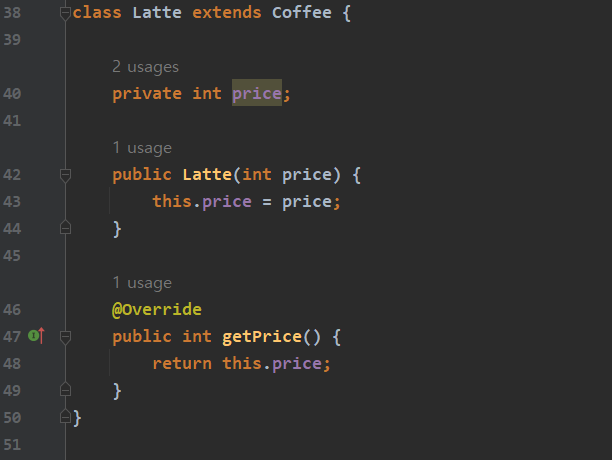 38 class Latte extends Coffee {
39
2 usages
40 private int price;
41
1 usage
42 public Latte(int price) {
43 this.price = price;
44 }
45
1 usage
46 @Override
47 public int getPrice() {
48 return this.price;
49 }
50 }
51